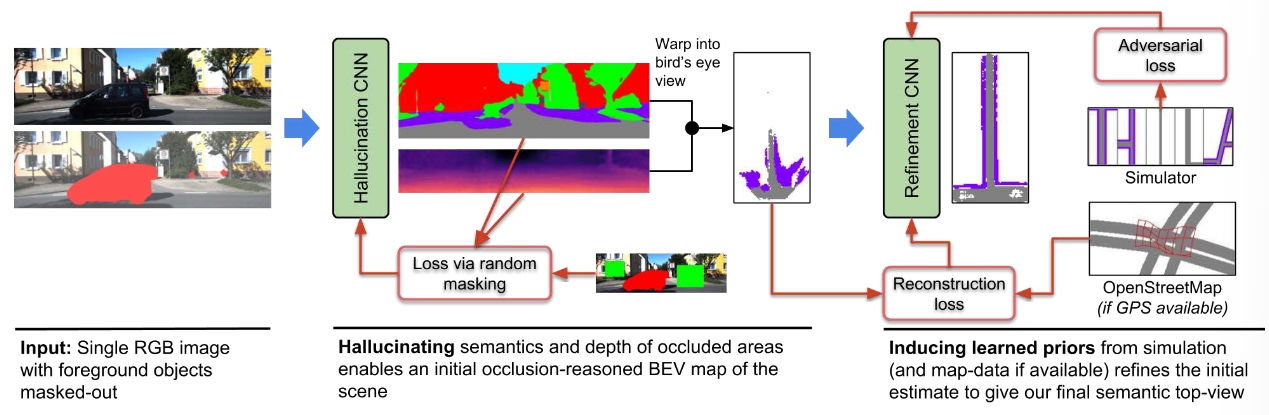 Hallucination CNN
Warp into
bird's eye
view
Loss via random
masking
Refinement CNN
Adversarial
loss
Simulator
OpenStreetMap
(if GPS available)
Reconstruction
loss
Input: Single RGB image
with foreground objects
masked-out
Hallucinating semantics and depth of occluded areas
enables an initial occlusion-reasoned BEV map of the
scene
Inducing learned priors from simulation
(and map-data if available) refines the initial
estimate to give our final semantic top-view